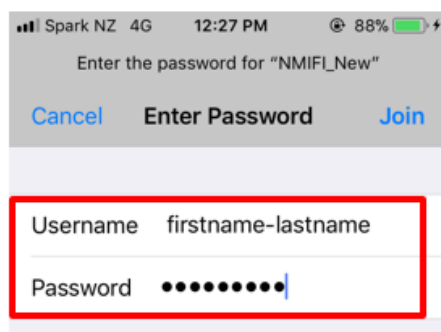 Spark NZ 4G 12:27 PM 88%
Enter the password for “NMIFI_New”
Cancel Enter Password Join
Username firstname-lastname
Password •••••••••